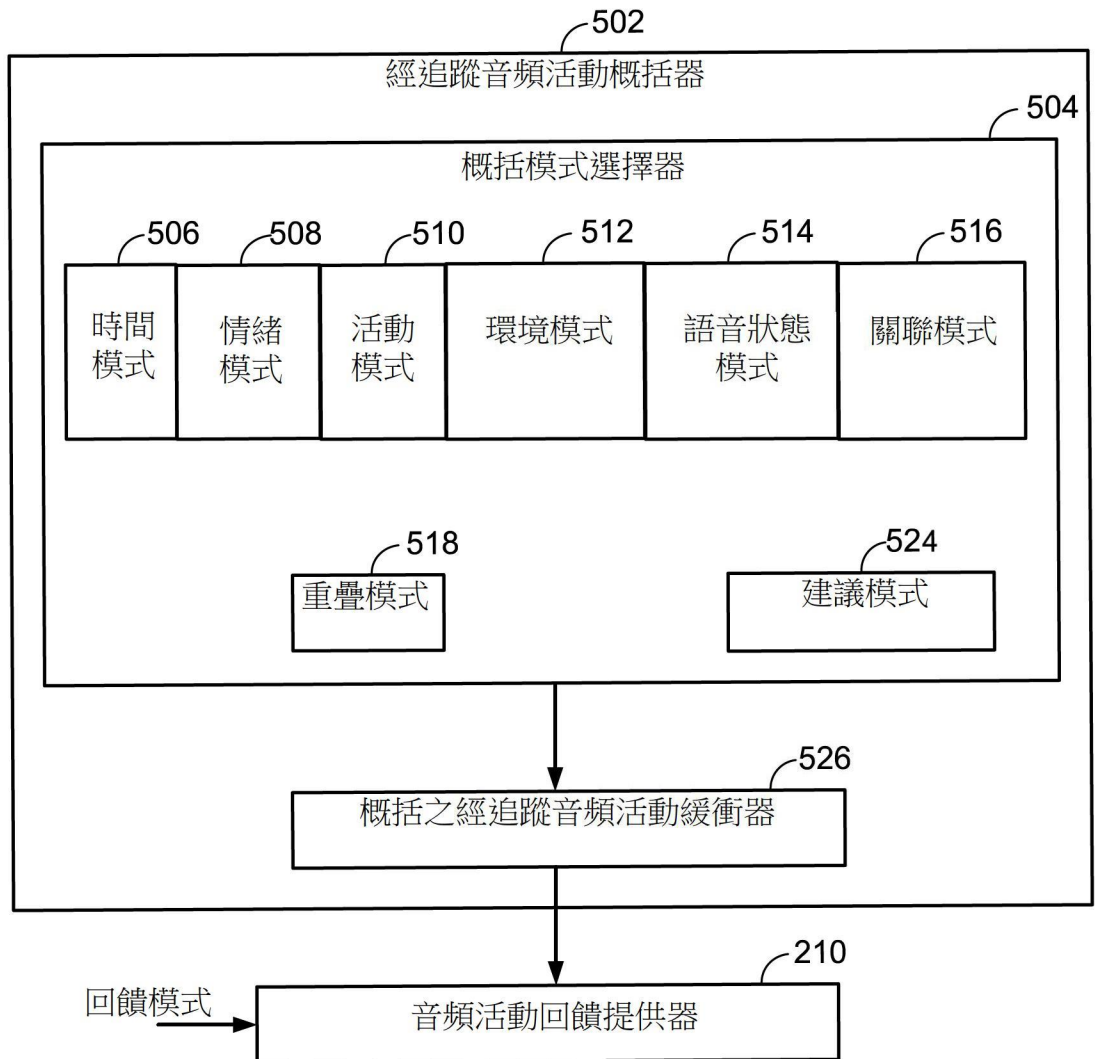 502
經追蹤音頻活動概括器
504
概括模式選擇器
506
508
510
512
514
516
時間
模式
情緒
模式
活動
模式
環境模式
語音狀態
模式
關聯模式
518
重疊模式
524
建議模式
526
概括之經追蹤音頻活動緩衝器
210
回饋模式
音頻活動回饋提供器